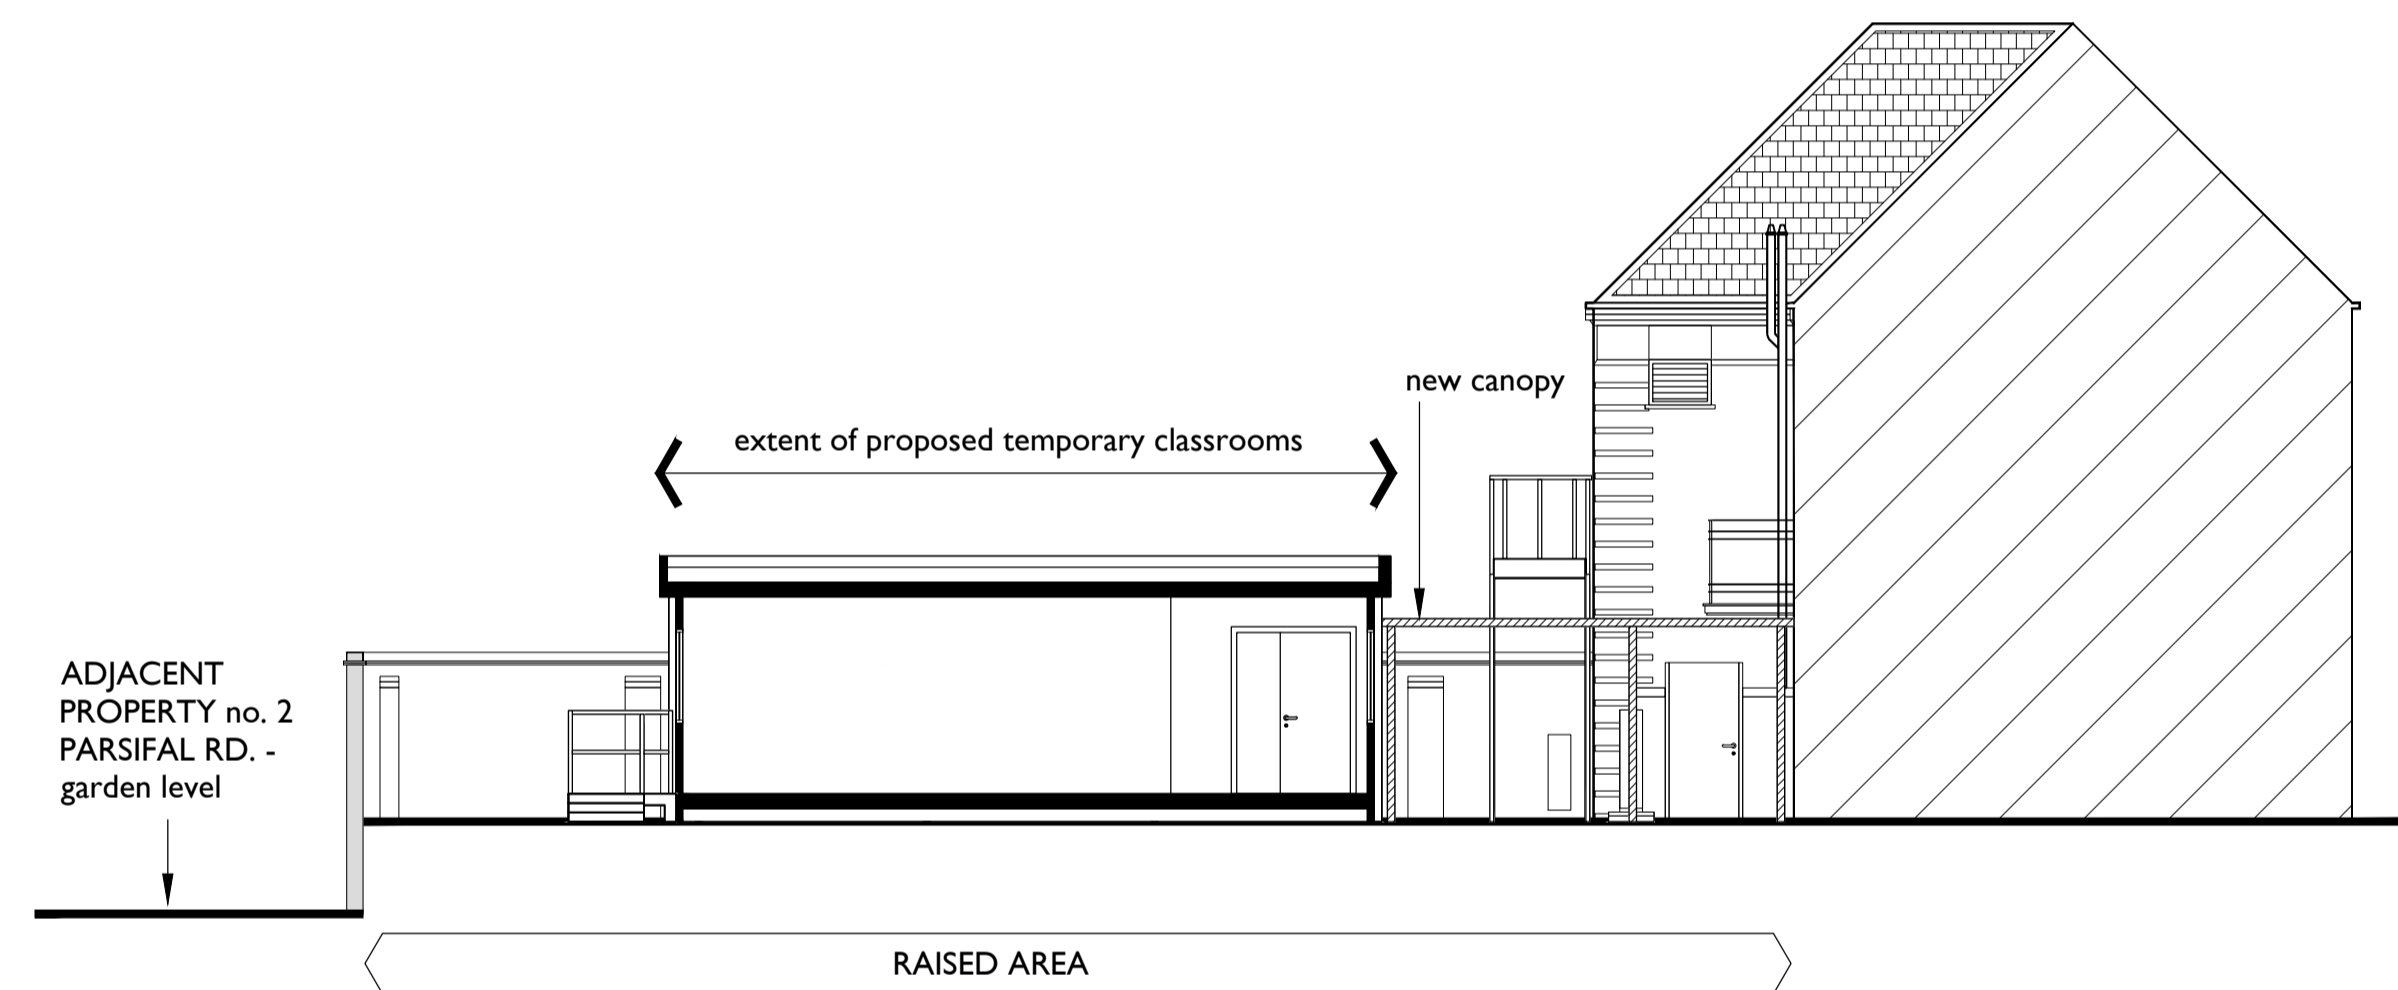 new canopy
extent of proposed temporary classrooms
ADJACENT
PROPERTY no. 2
PARSIFAL RD. -
garden level
RAISED AREA